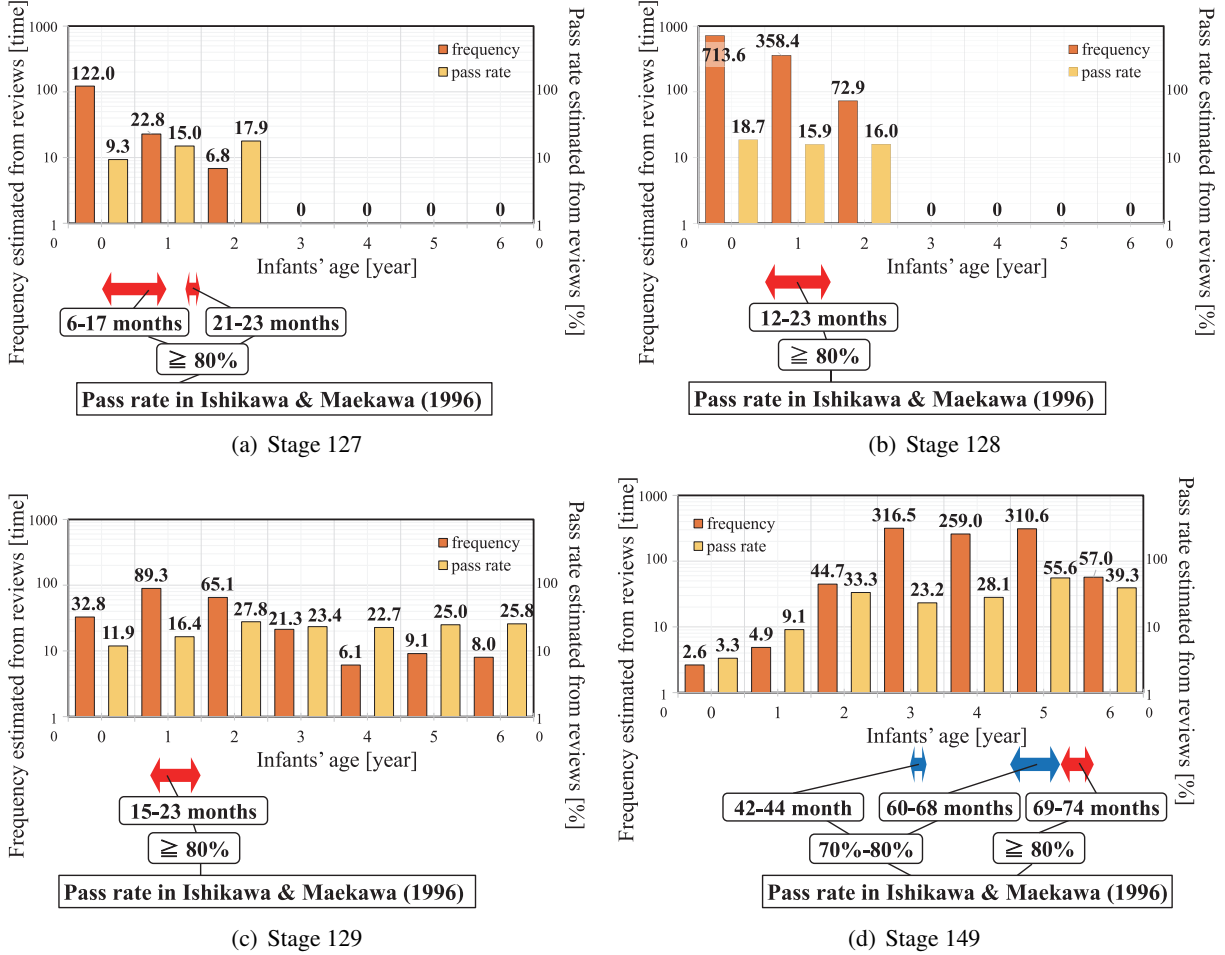 Frequency estimated from reviews [time]
Pass rate estimated from reviews [%]
1000
100
10
1
100
10
1
frequency
pass rate
122.0
9.3
22.8
15.0
6.8
17.9
0
0
0
0
0 0 1 2 3 4 5 6 0
Infants' age [year]
6-17 months
21-23 months
≧ 80%
Pass rate in Ishikawa & Maekawa (1996)
(a) Stage 127
Frequency estimated from reviews [time]
Pass rate estimated from reviews [%]
1000
100
10
1
100
10
1
frequency
pass rate
713.6
18.7
358.4
15.9
72.9
16.0
0
0
0
0
0 0 1 2 3 4 5 6 0
Infants' age [year]
12-23 months
≧ 80%
Pass rate in Ishikawa & Maekawa (1996)
(b) Stage 128
Frequency estimated from reviews [time]
Pass rate estimated from reviews [%]
1000
100
10
1
100
10
1
frequency
pass rate
32.8
11.9
89.3
16.4
65.1
27.8
21.3
23.4
6.1
22.7
9.1
25.0
8.0
25.8
0 0 1 2 3 4 5 6 0
Infants' age [year]
15-23 months
≧ 80%
Pass rate in Ishikawa & Maekawa (1996)
(c) Stage 129
Frequency estimated from reviews [time]
Pass rate estimated from reviews [%]
1000
100
10
1
100
10
1
frequency
pass rate
2.6
3.3
4.9
9.1
44.7
33.3
316.5
23.2
259.0
28.1
310.6
55.6
57.0
39.3
0 0 1 2 3 4 5 6 0
Infants' age [year]
42-44 month
60-68 months
69-74 months
70%-80%
≧ 80%
Pass rate in Ishikawa & Maekawa (1996)
(d) Stage 149